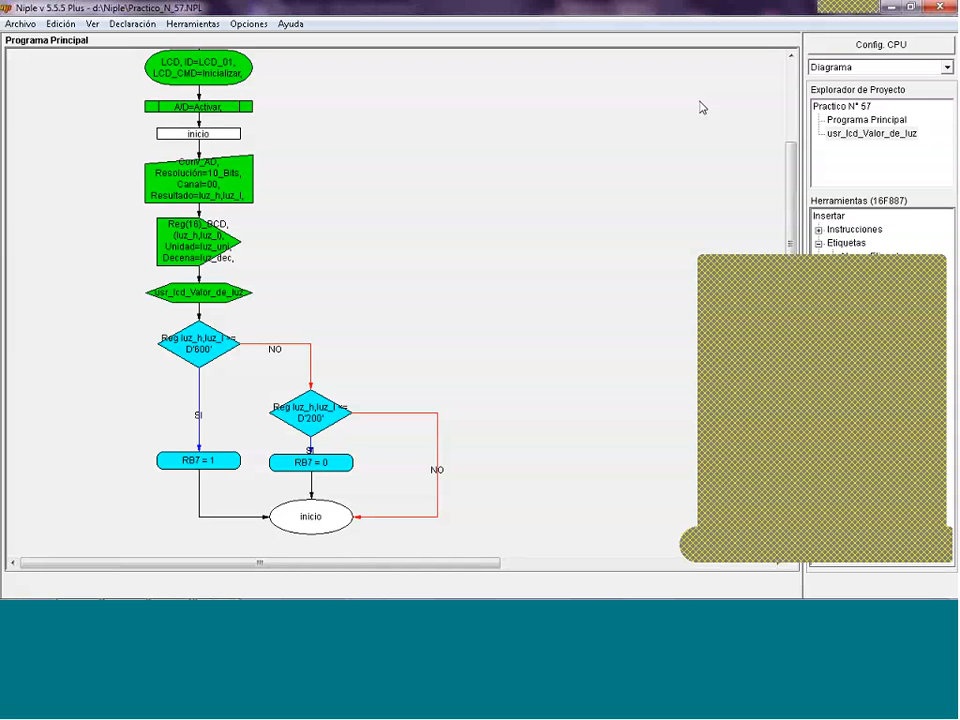 Niple v 5.5.5 Plus - d:\Niple\Practico_N_57.NPL
Archivo Edición Ver Declaración Herramientas Opciones Ayuda
Programa Principal
LCD, ID=LCD_01,
LCD_CMD=Inicializar,
A/D=Activar,
inicio
Conv_AD,
Resolución=10_Bits,
Canal=00,
Resultado=luz_h,luz_l,
Reg(16)_BCD,
(luz_h,luz_l),
Unidad=luz_uni,
Decena=luz_dec,
usr_lcd_Valor_de_luz
Reg luz_h,luz_l >=
D'600'
NO
SI
Reg luz_h,luz_l <=
D'200'
SI
RB7 = 1
RB7 = 0
NO
inicio
Config. CPU
Diagrama
Explorador de Proyecto
Practico N° 57
Programa Principal
usr_lcd_Valor_de_luz
Herramientas (16F887)
Insertar
Instrucciones
Etiquetas